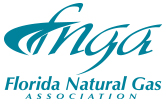 fnga
Florida Natural Gas
ASSOCIATION